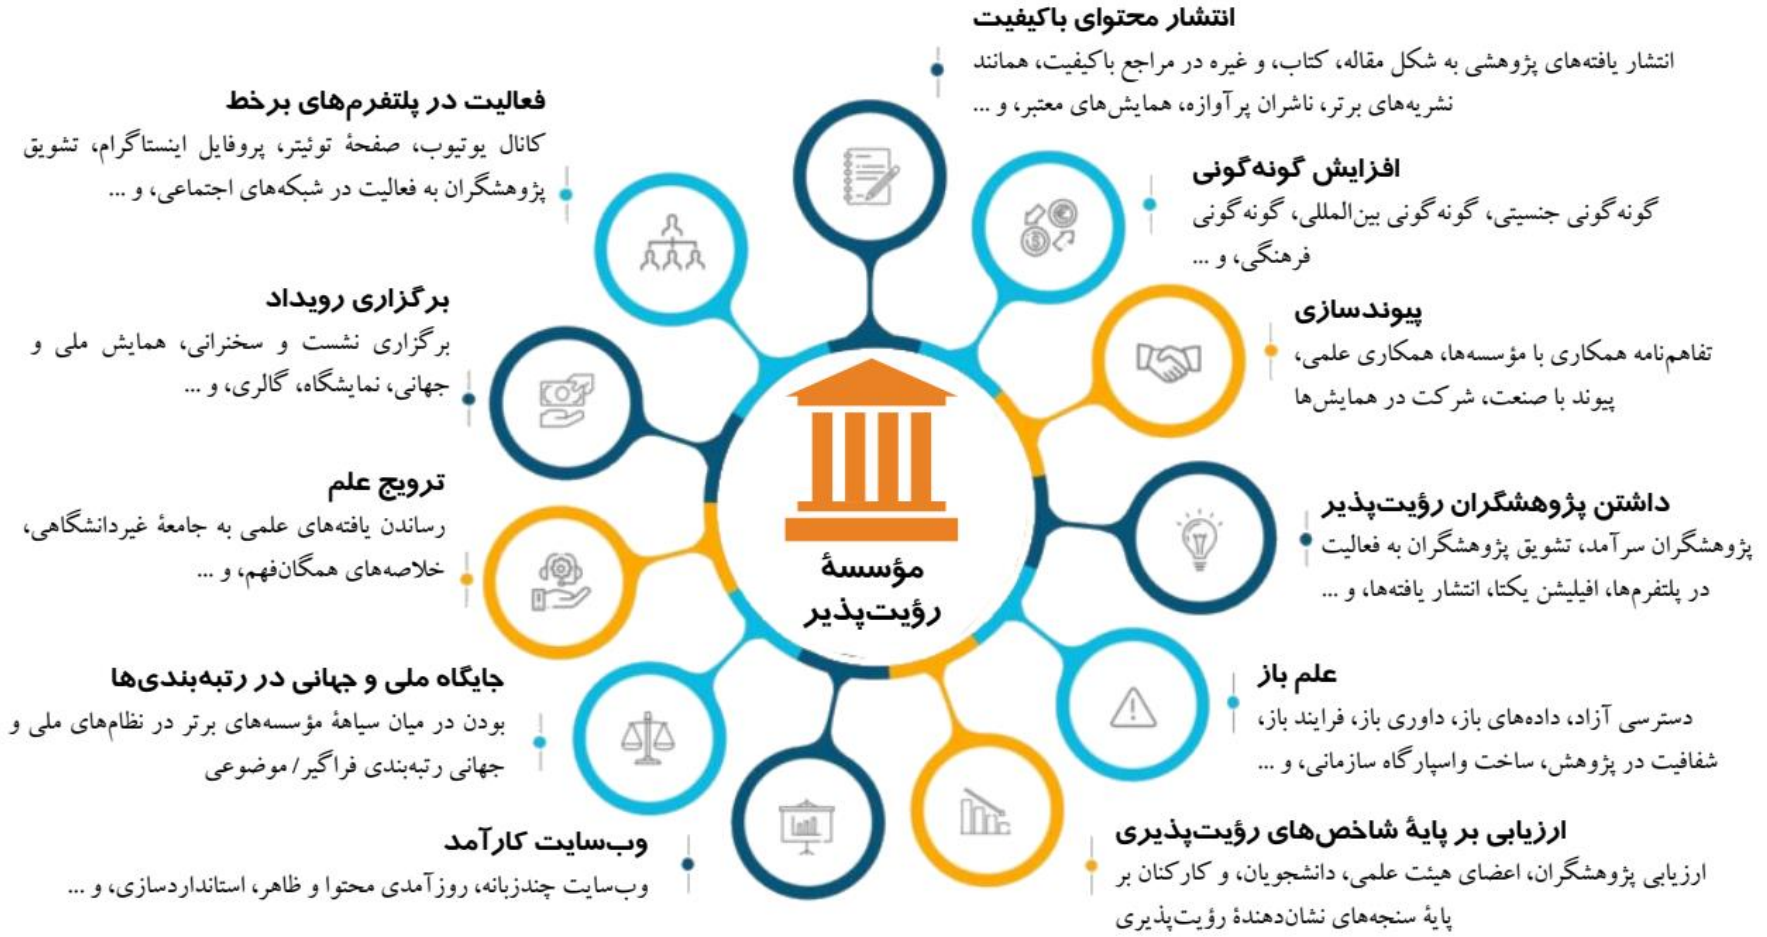 انتشار محتوای باکیفیت
انتشار یافته‌های پژوهشی به شکل مقاله، کتاب، و غیره در مراجع باکیفیت، همانند
نشریه‌های برتر، ناشران پرآوازه، همایش‌های معتبر، و ...
افزایش گونه‌گونی
گونه‌گونی جنسیتی، گونه‌گونی بین‌المللی، گونه‌گونی
فرهنگی، و ...
پیوندسازی
تفاهم‌نامه همکاری با مؤسسه‌ها، همکاری علمی،
پیوند با صنعت، شرکت در همایش‌ها
داشتن پژوهشگران رؤیت‌پذیر
پژوهشگران سرآمد، تشویق پژوهشگران به فعالیت
در پلتفرم‌ها، افیلیشن یکتا، انتشار یافته‌ها، و ...
علم باز
دسترسی آزاد، داده‌های باز، داوری باز، فرایند باز،
شفافیت در پژوهش، ساخت واسپارگاه سازمانی، و ...
ارزیابی بر پایهٔ شاخص‌های رؤیت‌پذیری
ارزیابی پژوهشگران، اعضای هیئت علمی، دانشجویان، و کارکنان بر
پایهٔ سنجه‌های نشان‌دهندهٔ رؤیت‌پذیری
وب‌سایت کارآمد
وب‌سایت چندزبانه، روزآمدی محتوا و ظاهر، استانداردسازی، و ...
جایگاه ملی و جهانی در رتبه‌بندی‌ها
بودن در میان سیاههٔ مؤسسه‌های برتر در نظام‌های ملی و
جهانی رتبه‌بندی فراگیر/ موضوعی
ترویج علم
رساندن یافته‌های علمی به جامعهٔ غیردانشگاهی،
خلاصه‌های همگان‌فهم، و ...
برگزاری رویداد
برگزاری نشست و سخنرانی، همایش ملی و
جهانی، نمایشگاه، گالری، و ...
فعالیت در پلتفرم‌های برخط
کانال یوتیوب، صفحهٔ توئیتر، پروفایل اینستاگرام، تشویق
پژوهشگران به فعالیت در شبکه‌های اجتماعی، و ...
مؤسسهٔ
رؤیت‌پذیر